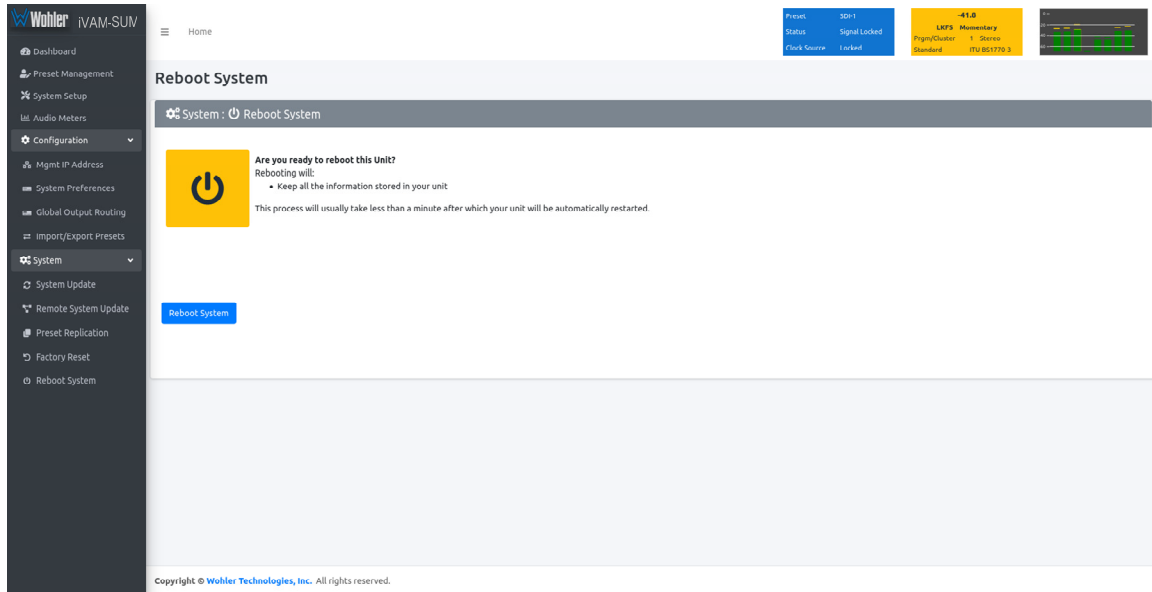 Wohler iVAM-SUM
Dashboard
Preset Management
System Setup
Audio Meters
Configuration
Mgmt IP Address
System Preferences
Global Output Routing
Import/Export Presets
System
System Update
Remote System Update
Preset Replication
Factory Reset
Reboot System
Home
Preset SDI-1
Status Signal Locked
Clock Source Locked
-41.0
LKFS Momentary
Prgm/Cluster 1 Stereo
Standard ITU BS1770 3
Reboot System
System : Reboot System
Are you ready to reboot this Unit?
Rebooting will:
Keep all the information stored in your unit
This process will usually take less than a minute after which your unit will be automatically restarted.
Reboot System
Copyright © Wohler Technologies, Inc. All rights reserved.